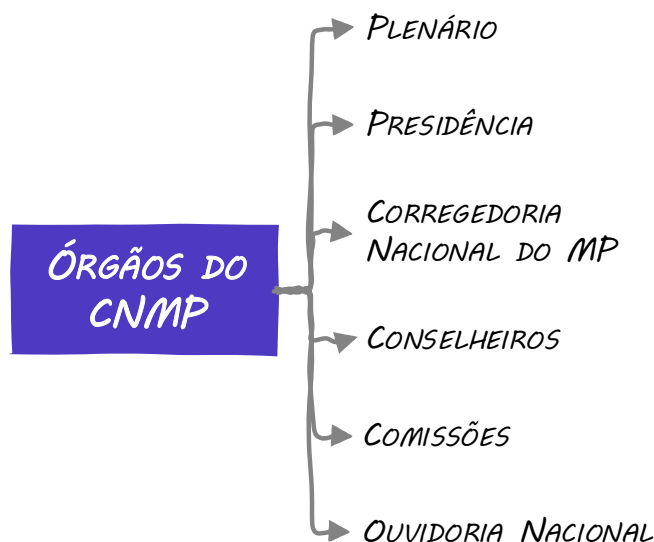 Órgãos do
CNMP
Plenário
Presidência
Corregedoria
Nacional do MP
Conselheiros
Comissões
Ouvidoria Nacional